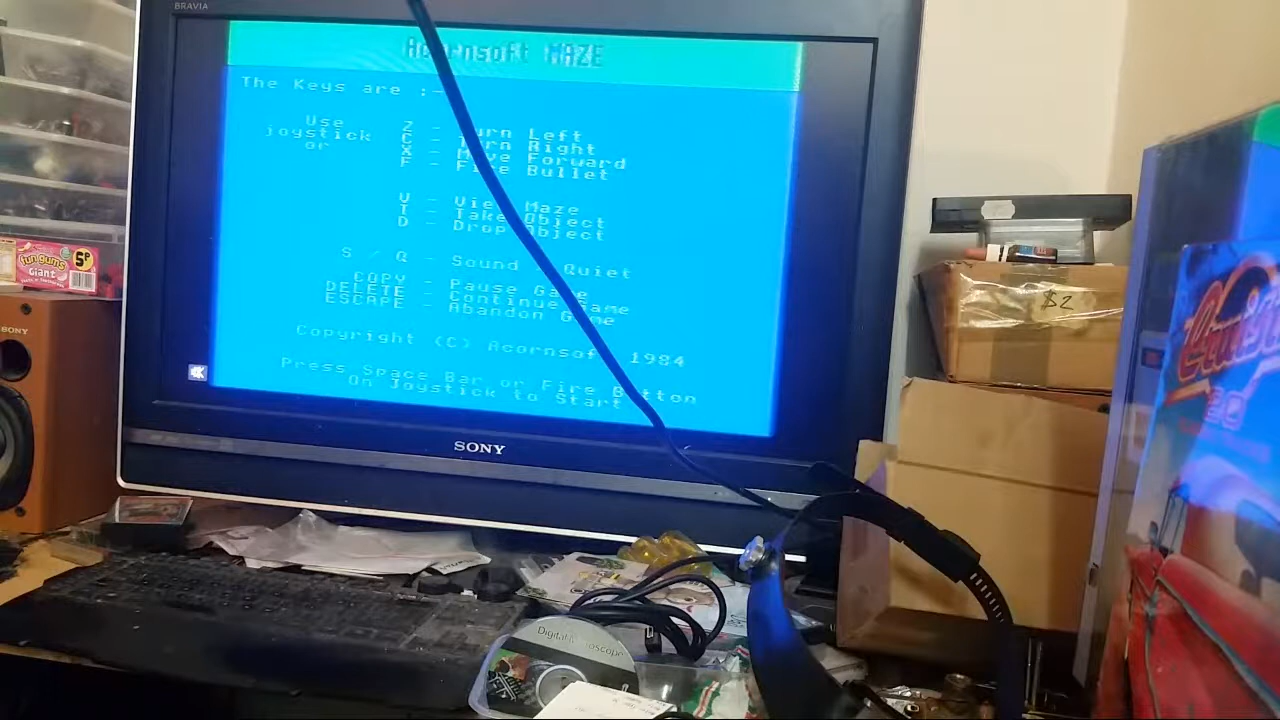 BRAVIA
Acornsoft MAZE
The Keys are :-
Use Z - Turn Left
joystick C - Turn Right
or X - Move Forward
F - Fire Bullet
V - View Maze
T - Take Object
D - Drop Object
S / Q - Sound / Quiet
COPY - Pause Game
DELETE - Continue Game
ESCAPE - Abandon Game
Copyright (C) Acornsoft 1984
Press Space Bar or Fire Button
On Joystick to Start
SONY
fun gums
Giant
5p
SONY
$2
Digital Microscope